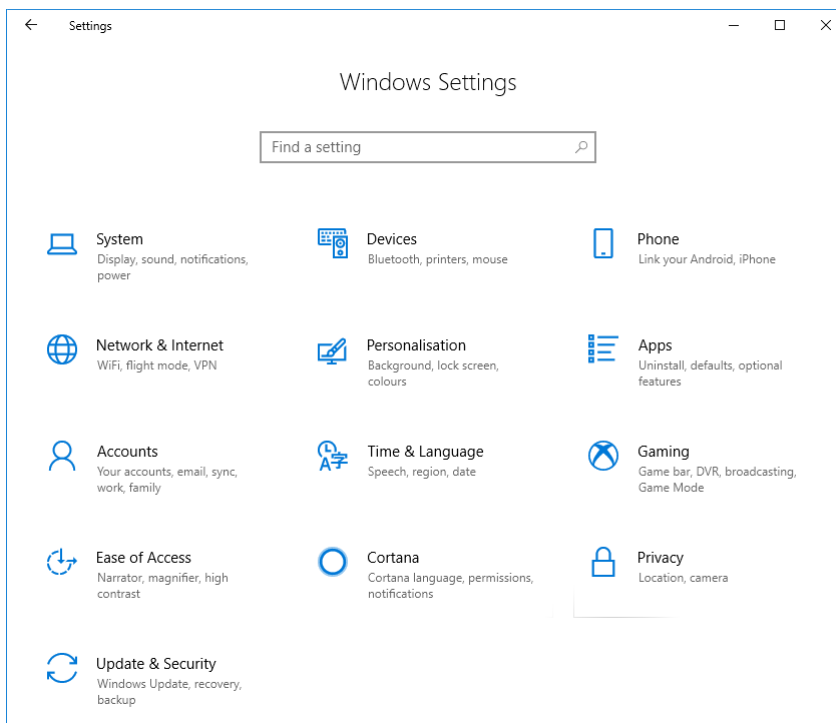 Settings
Windows Settings
Find a setting
System
Display, sound, notifications,
power
Devices
Bluetooth, printers, mouse
Phone
Link your Android, iPhone
Network & Internet
WiFi, flight mode, VPN
Personalisation
Background, lock screen,
colours
Apps
Uninstall, defaults, optional
features
Accounts
Your accounts, email, sync,
work, family
Time & Language
Speech, region, date
Gaming
Game bar, DVR, broadcasting,
Game Mode
Ease of Access
Narrator, magnifier, high
contrast
Cortana
Cortana language, permissions,
notifications
Privacy
Location, camera
Update & Security
Windows Update, recovery,
backup